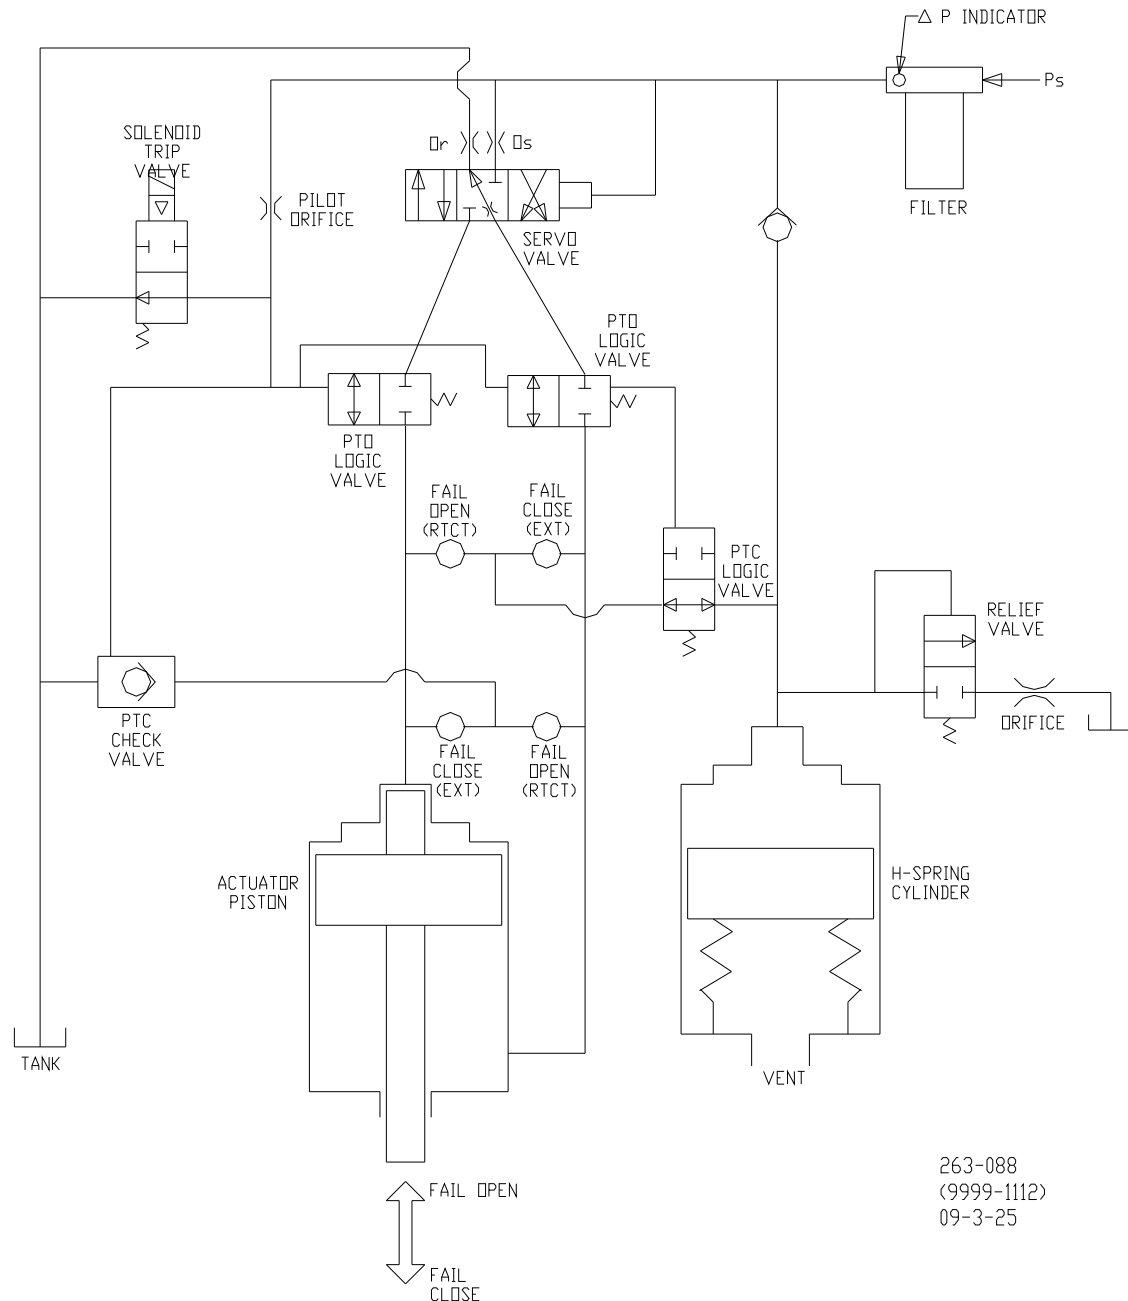 △ P INDICATOR
Ps
SOLENOID
TRIP
VALVE
Or
Os
PILOT
ORIFICE
FILTER
SERVO
VALVE
PTO
LOGIC
VALVE
PTO
LOGIC
VALVE
FAIL
OPEN
(RTCT)
FAIL
CLOSE
(EXT)
PTC
LOGIC
VALVE
RELIEF
VALVE
PTC
CHECK
VALVE
ORIFICE
FAIL
CLOSE
(EXT)
FAIL
OPEN
(RTCT)
ACTUATOR
PISTON
H-SPRING
CYLINDER
TANK
VENT
263-088
(9999-1112)
09-3-25
FAIL OPEN
FAIL
CLOSE